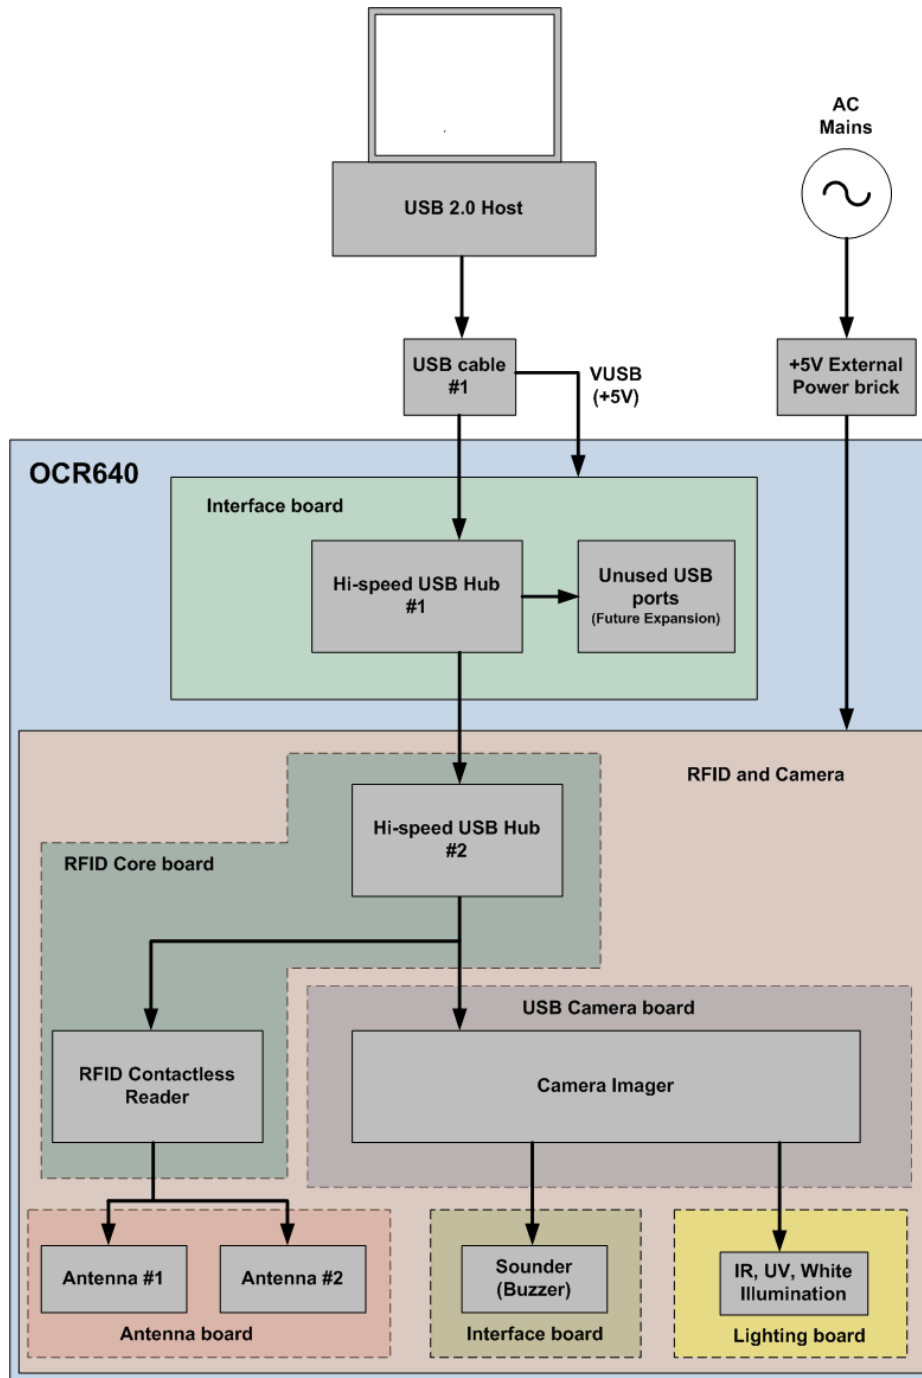 AC
Mains
USB 2.0 Host
USB cable
#1
VUSB
(+5V)
+5V External
Power brick
OCR640
Interface board
Hi-speed USB Hub
#1
Unused USB
ports
(Future Expansion)
RFID and Camera
Hi-speed USB Hub
#2
RFID Core board
USB Camera board
RFID Contactless
Reader
Camera Imager
Antenna #1
Antenna #2
Antenna board
Sounder
(Buzzer)
Interface board
IR, UV, White
Illumination
Lighting board